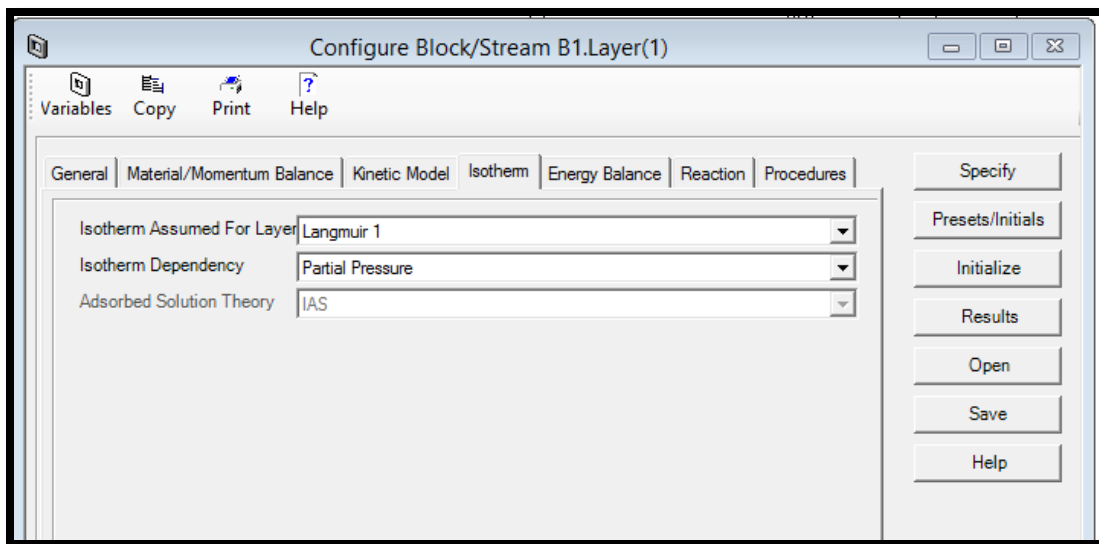 Configure Block/Stream B1.Layer(1)
Variables Copy Print Help
General Material/Momentum Balance Kinetic Model Isotherm Energy Balance Reaction Procedures
Isotherm Assumed For Layer Langmuir 1
Isotherm Dependency Partial Pressure
Adsorbed Solution Theory IAS
Specify
Presets/Initials
Initialize
Results
Open
Save
Help